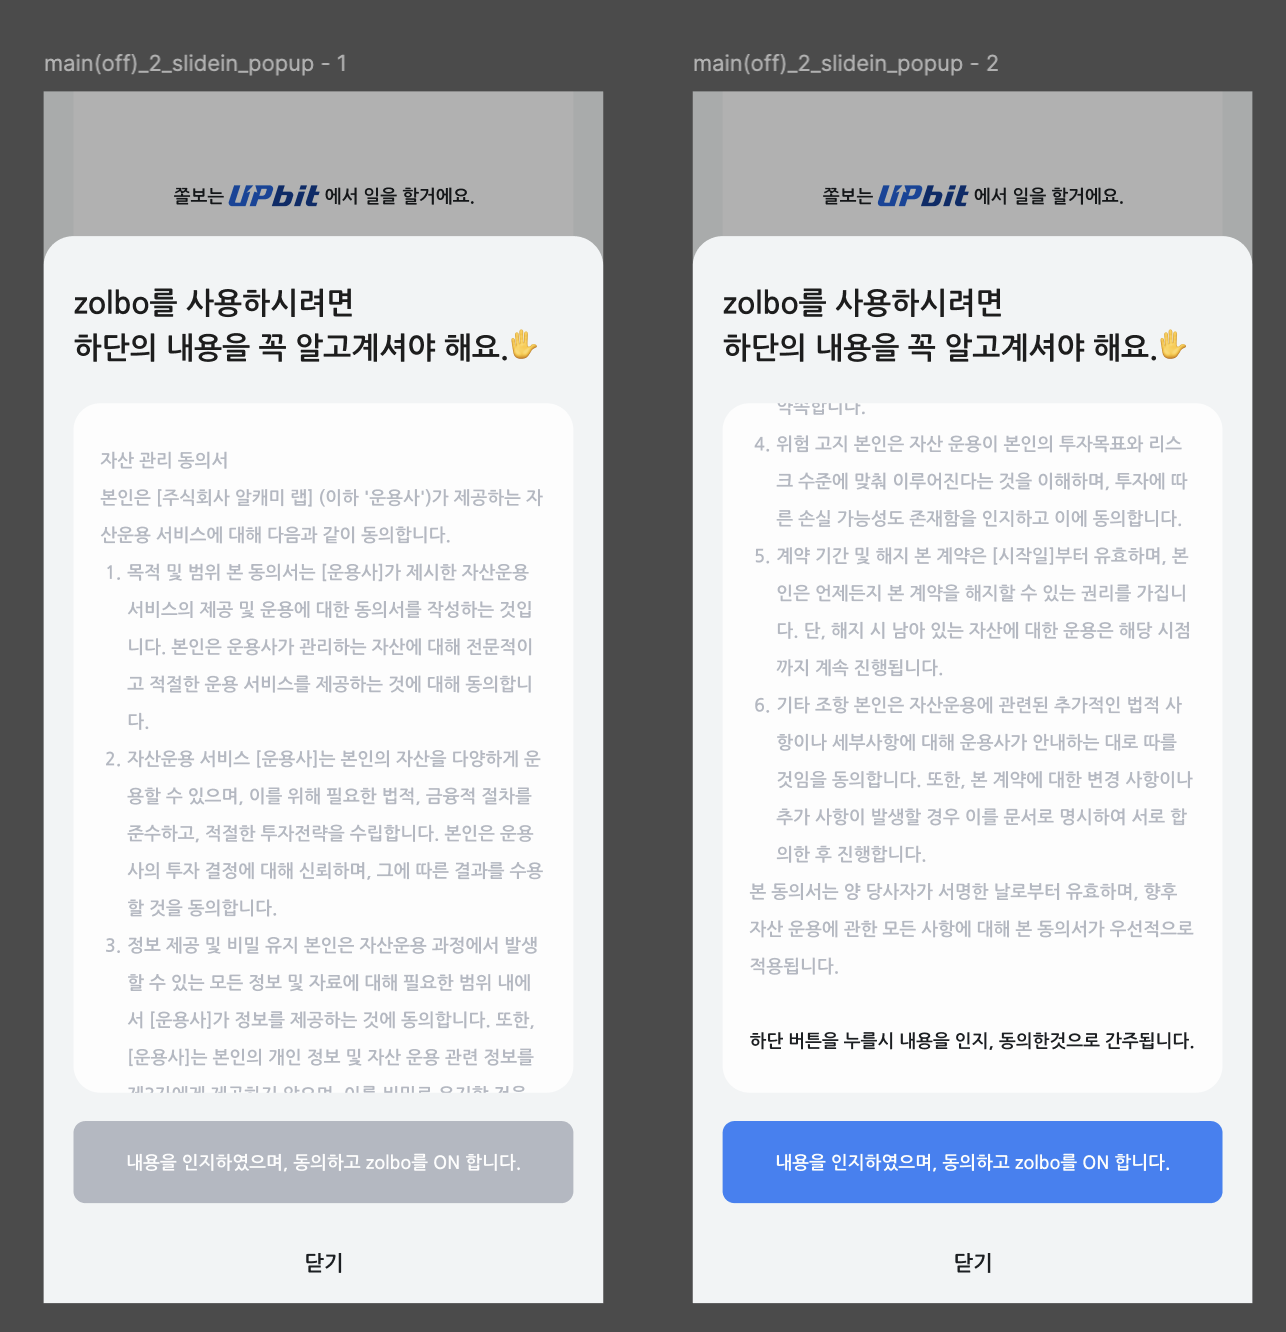 main(off)_2_slidein_popup - 1
쫄보는 UPbit 에서 일을 할거에요.
zolbo를 사용하시려면
하단의 내용을 꼭 알고계셔야 해요.✋
자산 관리 동의서
본인은 [주식회사 알캐미 랩] (이하 '운용사')가 제공하는 자
산운용 서비스에 대해 다음과 같이 동의합니다.
1. 목적 및 범위 본 동의서는 [운용사]가 제시한 자산운용
서비스의 제공 및 운용에 대한 동의서를 작성하는 것입
니다. 본인은 운용사가 관리하는 자산에 대해 전문적이
고 적절한 운용 서비스를 제공하는 것에 대해 동의합니
다.
2. 자산운용 서비스 [운용사]는 본인의 자산을 다양하게 운
용할 수 있으며, 이를 위해 필요한 법적, 금융적 절차를
준수하고, 적절한 투자전략을 수립합니다. 본인은 운용
사의 투자 결정에 대해 신뢰하며, 그에 따른 결과를 수용
할 것을 동의합니다.
3. 정보 제공 및 비밀 유지 본인은 자산운용 과정에서 발생
할 수 있는 모든 정보 및 자료에 대해 필요한 범위 내에
서 [운용사]가 정보를 제공하는 것에 동의합니다. 또한,
[운용사]는 본인의 개인 정보 및 자산 운용 관련 정보를
제3자에게 제공하지 않으며, 이를 비밀로 유지할 것을
내용을 인지하였으며, 동의하고 zolbo를 ON 합니다.
닫기
main(off)_2_slidein_popup - 2
쫄보는 UPbit 에서 일을 할거에요.
zolbo를 사용하시려면
하단의 내용을 꼭 알고계셔야 해요.✋
약속합니다.
4. 위험 고지 본인은 자산 운용이 본인의 투자목표와 리스
크 수준에 맞춰 이루어진다는 것을 이해하며, 투자에 따
른 손실 가능성도 존재함을 인지하고 이에 동의합니다.
5. 계약 기간 및 해지 본 계약은 [시작일]부터 유효하며, 본
인은 언제든지 본 계약을 해지할 수 있는 권리를 가집니
다. 단, 해지 시 남아 있는 자산에 대한 운용은 해당 시점
까지 계속 진행됩니다.
6. 기타 조항 본인은 자산운용에 관련된 추가적인 법적 사
항이나 세부사항에 대해 운용사가 안내하는 대로 따를
것임을 동의합니다. 또한, 본 계약에 대한 변경 사항이나
추가 사항이 발생할 경우 이를 문서로 명시하여 서로 합
의한 후 진행합니다.
본 동의서는 양 당사자가 서명한 날로부터 유효하며, 향후
자산 운용에 관한 모든 사항에 대해 본 동의서가 우선적으로
적용됩니다.
하단 버튼을 누를시 내용을 인지, 동의한것으로 간주됩니다.
내용을 인지하였으며, 동의하고 zolbo를 ON 합니다.
닫기